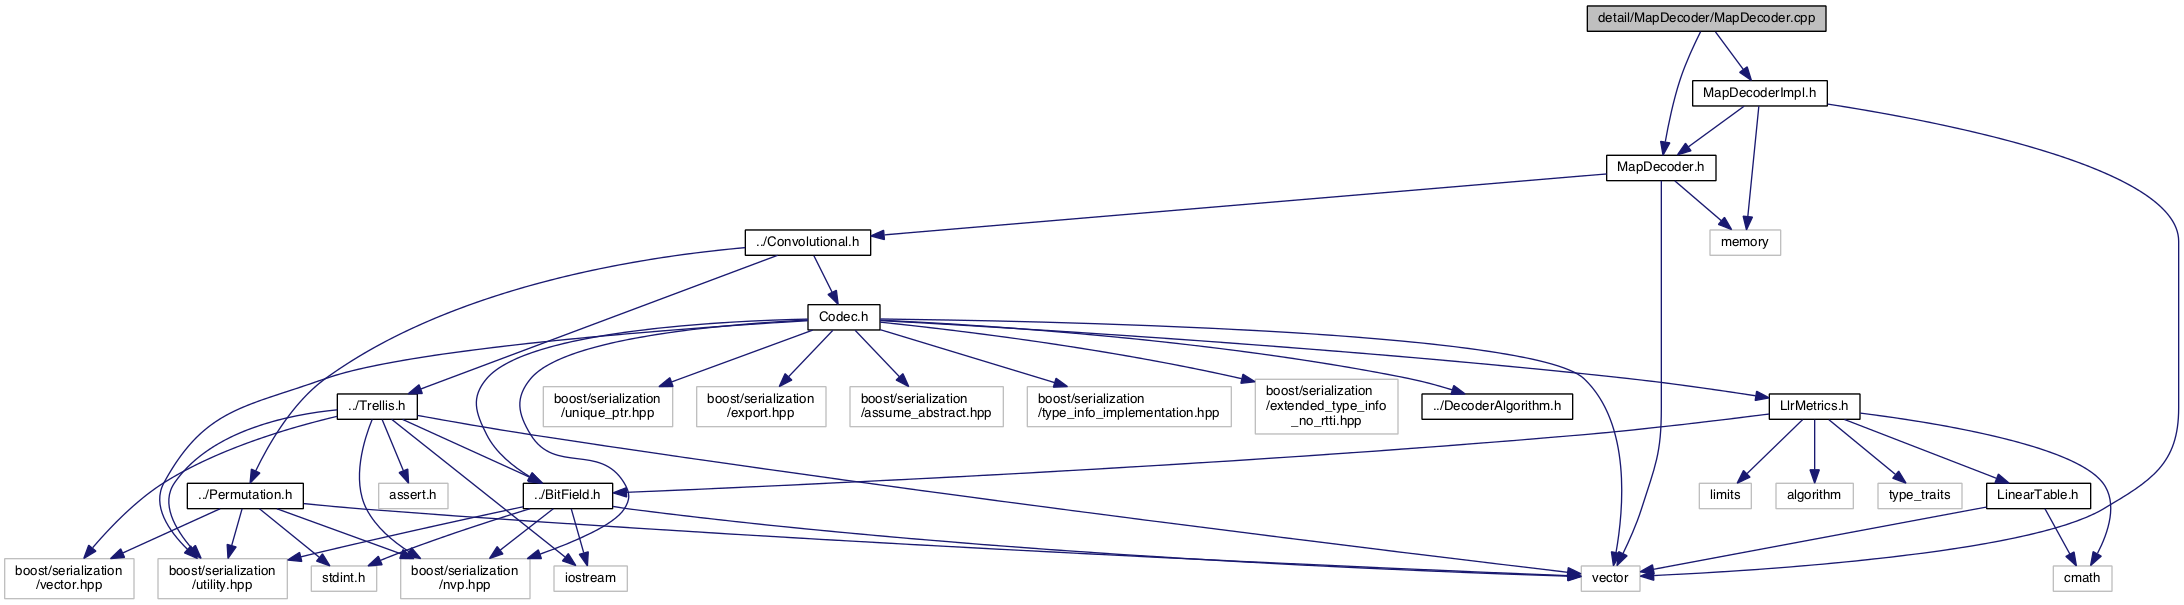 detail/MapDecoder/MapDecoder.cpp
MapDecoderImpl.h
MapDecoder.h
../Convolutional.h
memory
Codec.h
boost/serialization
/unique_ptr.hpp
boost/serialization
/export.hpp
boost/serialization
/assume_abstract.hpp
boost/serialization
/type_info_implementation.hpp
boost/serialization
/extended_type_info
_no_rtti.hpp
../Trellis.h
../DecoderAlgorithm.h
LlrMetrics.h
../Permutation.h
assert.h
../BitField.h
limits
algorithm
type_traits
LinearTable.h
boost/serialization
/vector.hpp
boost/serialization
/utility.hpp
stdint.h
boost/serialization
/nvp.hpp
iostream
vector
cmath